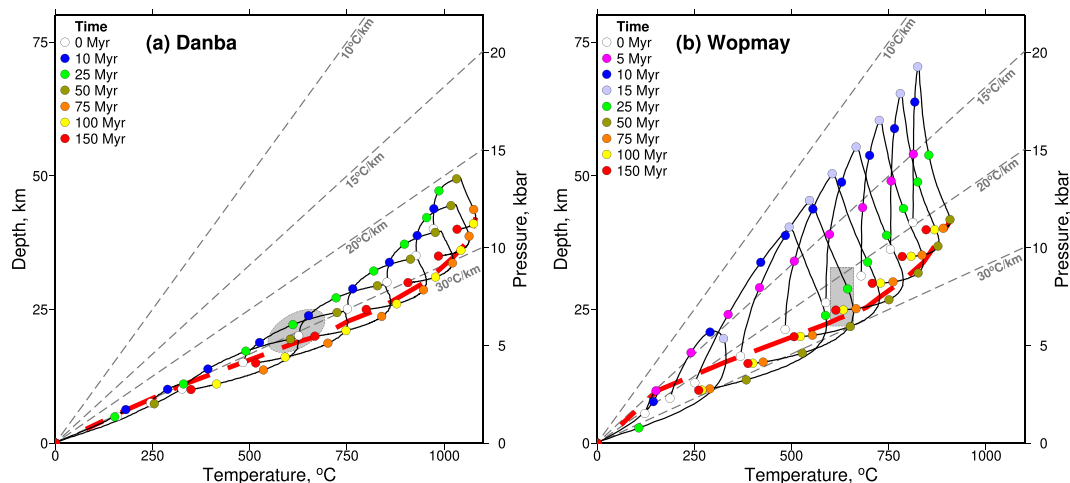 (a) Danba
Time
0 Myr
10 Myr
25 Myr
50 Myr
75 Myr
100 Myr
150 Myr
10°C/km
15°C/km
20°C/km
30°C/km
75
50
25
0
Depth, km
0
250
500
750
1000
Temperature, °C
20
15
10
5
0
Pressure, kbar
(b) Wopmay
Time
0 Myr
5 Myr
10 Myr
15 Myr
25 Myr
50 Myr
75 Myr
100 Myr
150 Myr
10°C/km
15°C/km
20°C/km
30°C/km
75
50
25
0
Depth, km
0
250
500
750
1000
Temperature, °C
20
15
10
5
0
Pressure, kbar